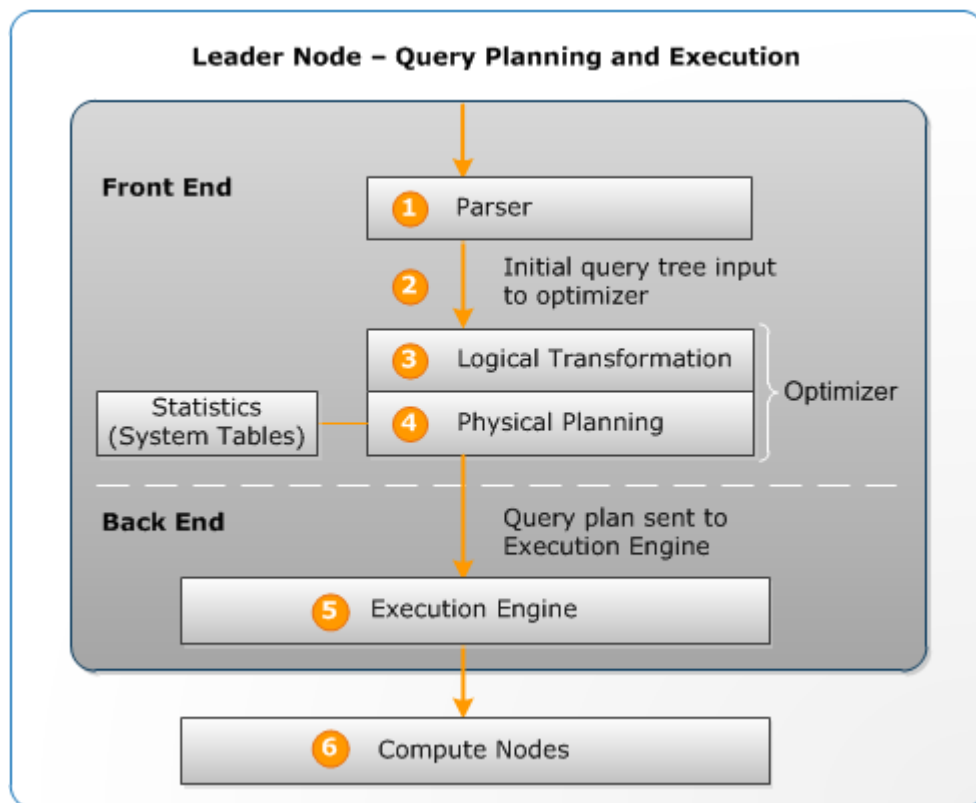 Leader Node – Query Planning and Execution
Front End
1 Parser
2 Initial query tree input
to optimizer
3 Logical Transformation
Optimizer
Statistics
(System Tables)
4 Physical Planning
Back End
Query plan sent to
Execution Engine
5 Execution Engine
6 Compute Nodes